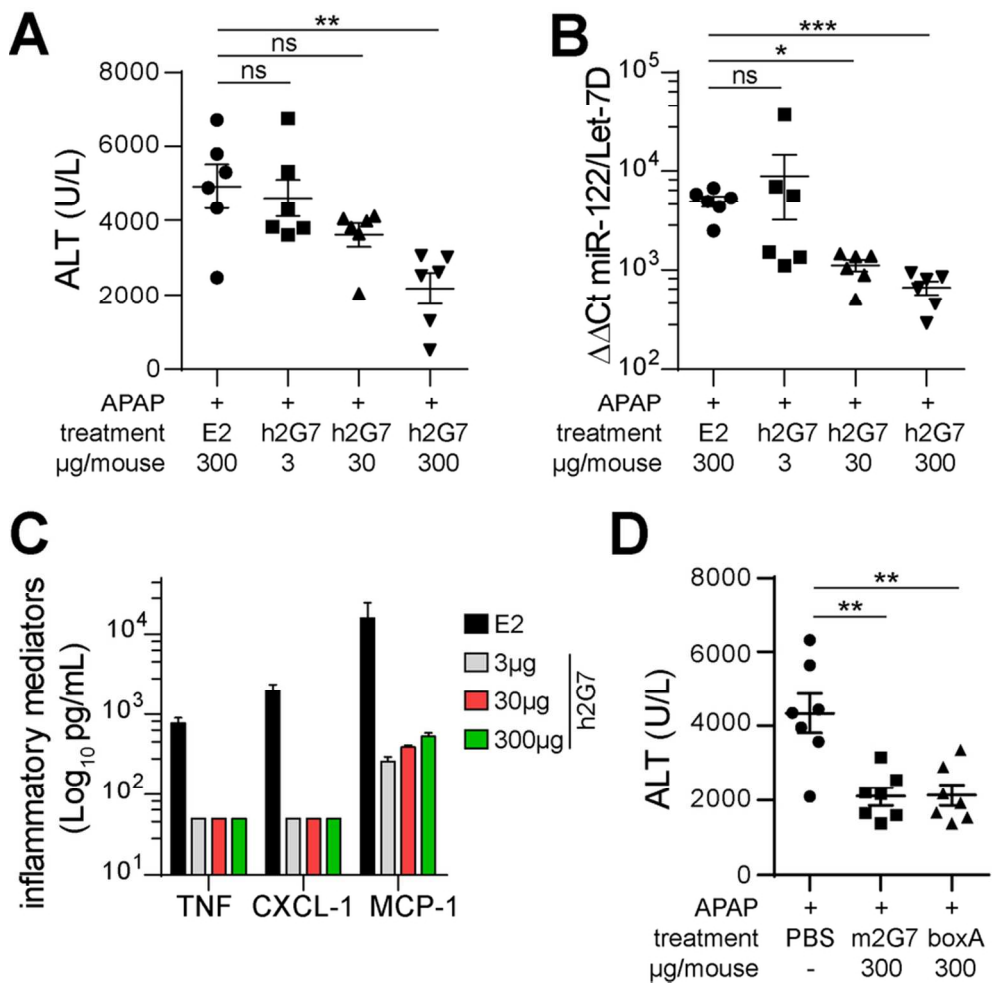 A
**
ns
ns
8000
6000
4000
2000
0
ALT (U/L)
APAP + + + +
treatment E2 h2G7 h2G7 h2G7
µg/mouse 300 3 30 300
B
***
*
ns
10^5
10^4
10^3
10^2
ΔΔCt miR-122/Let-7D
APAP + + + +
treatment E2 h2G7 h2G7 h2G7
µg/mouse 300 3 30 300
C
inflammatory mediators
(Log10 pg/mL)
10^4
10^3
10^2
10^1
TNF CXCL-1 MCP-1
E2
3µg
30µg
300µg
h2G7
D
**
**
8000
6000
4000
2000
0
ALT (U/L)
APAP + + +
treatment PBS m2G7 boxA
µg/mouse - 300 300